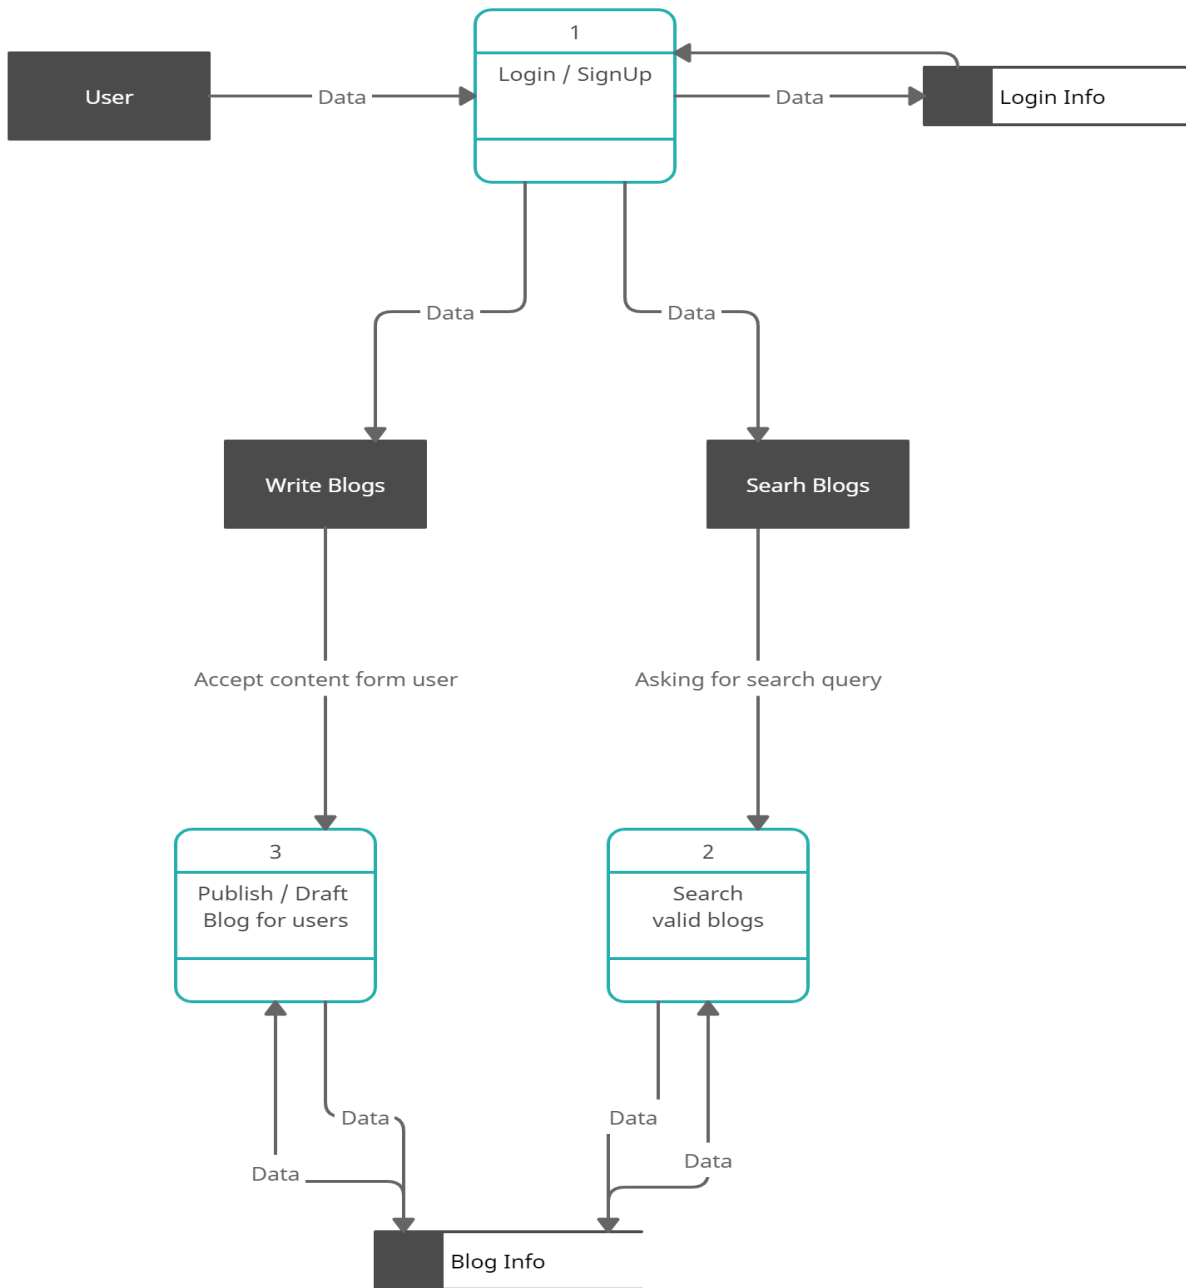 1
User
Data
Login / SignUp
Data
Login Info
Data
Data
Write Blogs
Searh Blogs
Accept content form user
Asking for search query
3
2
Publish / Draft
Blog for users
Search
valid blogs
Data
Data
Data
Data
Blog Info